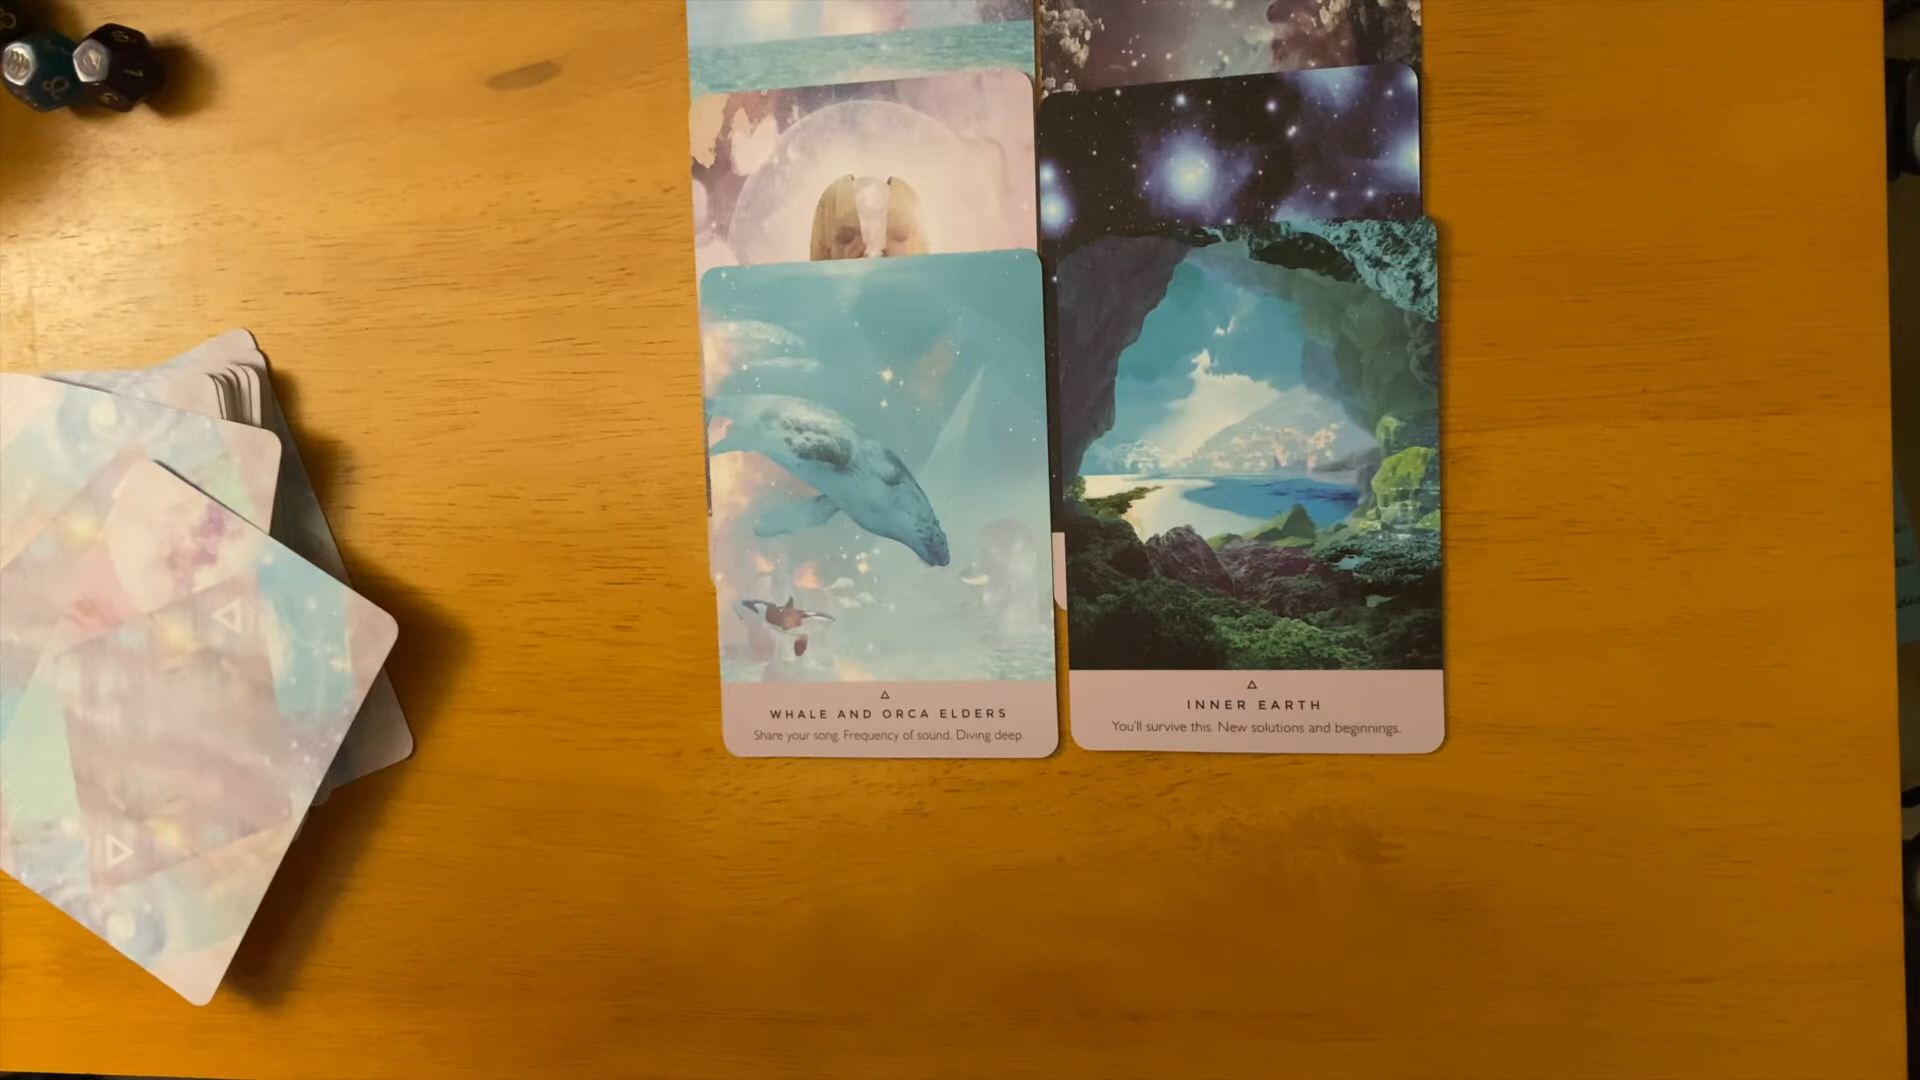 WHALE AND ORCA ELDERS
Share your song. Frequency of sound. Diving deep.
INNER EARTH
You'll survive this. New solutions and beginnings.